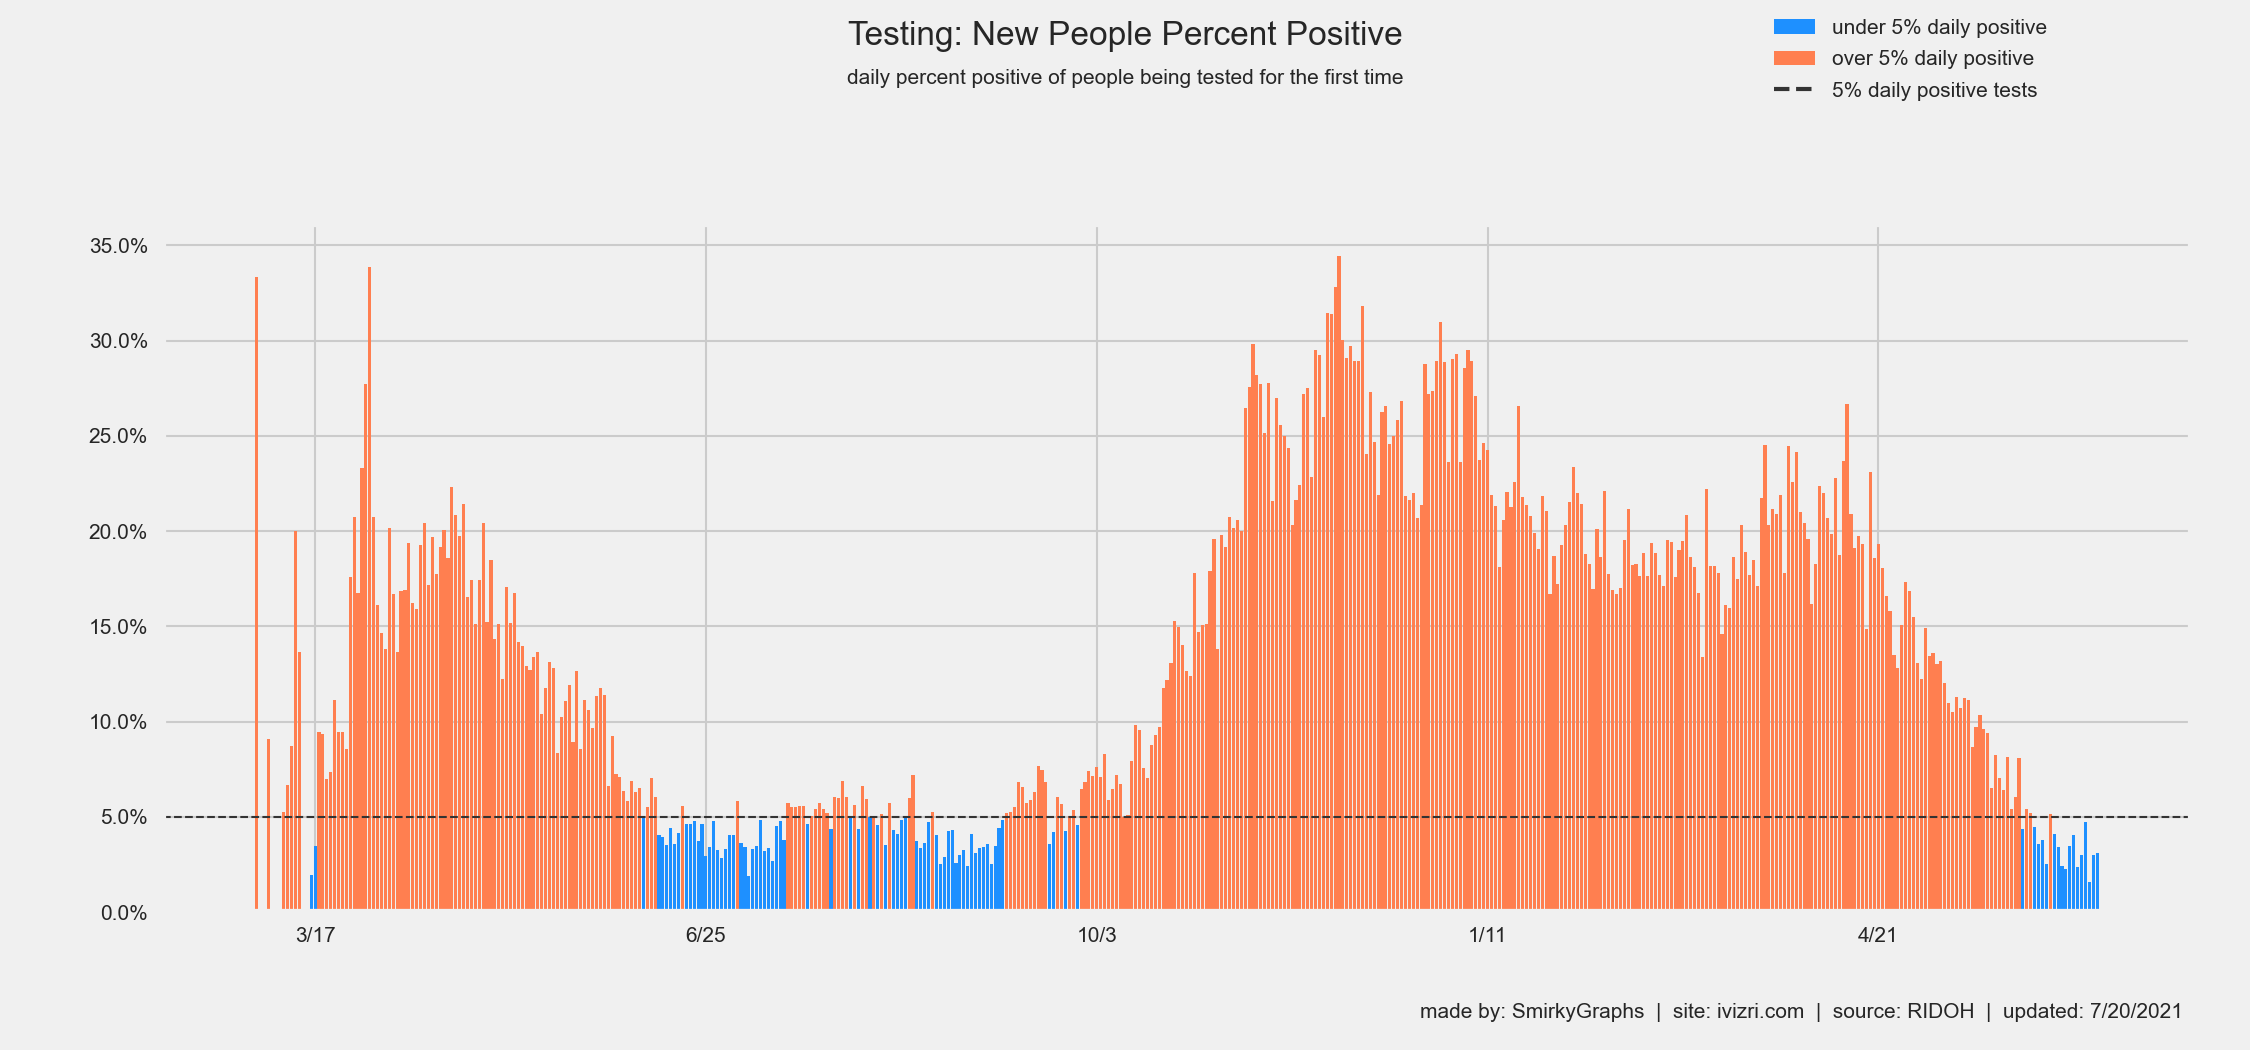 Testing: New People Percent Positive
daily percent positive of people being tested for the first time
under 5% daily positive
over 5% daily positive
5% daily positive tests
35.0%
30.0%
25.0%
20.0%
15.0%
10.0%
5.0%
0.0%
3/17
6/25
10/3
1/11
4/21
made by: SmirkyGraphs | site: ivizri.com | source: RIDOH | updated: 7/20/2021